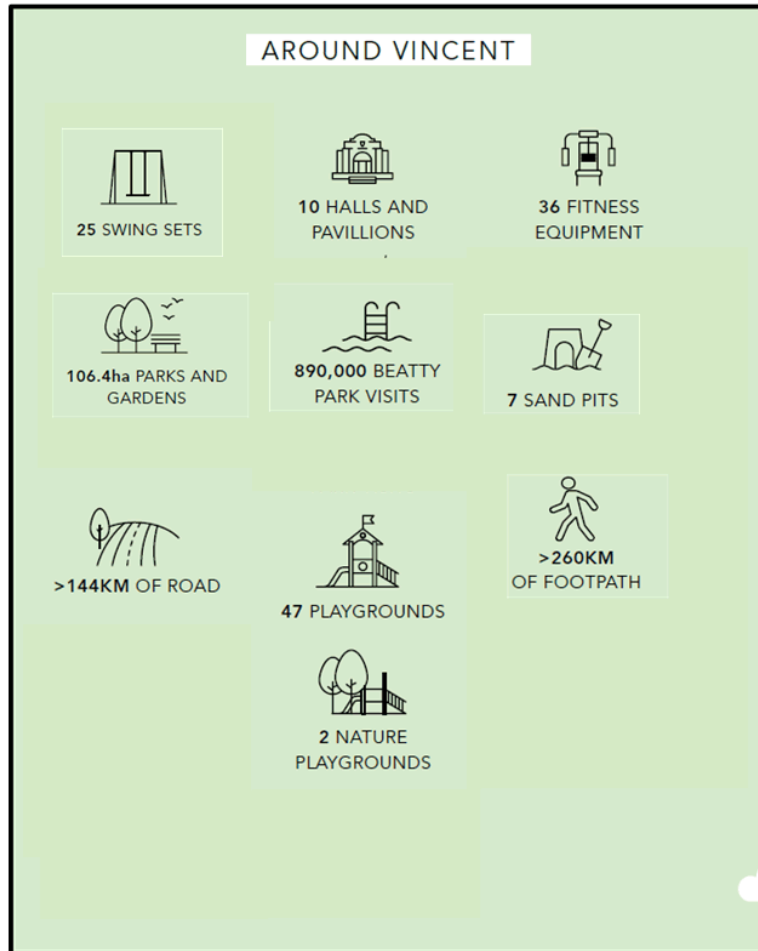 AROUND VINCENT
25 SWING SETS
10 HALLS AND
PAVILLIONS
36 FITNESS
EQUIPMENT
106.4ha PARKS AND
GARDENS
890,000 BEATTY
PARK VISITS
7 SAND PITS
>144KM OF ROAD
47 PLAYGROUNDS
>260KM
OF FOOTPATH
2 NATURE
PLAYGROUNDS